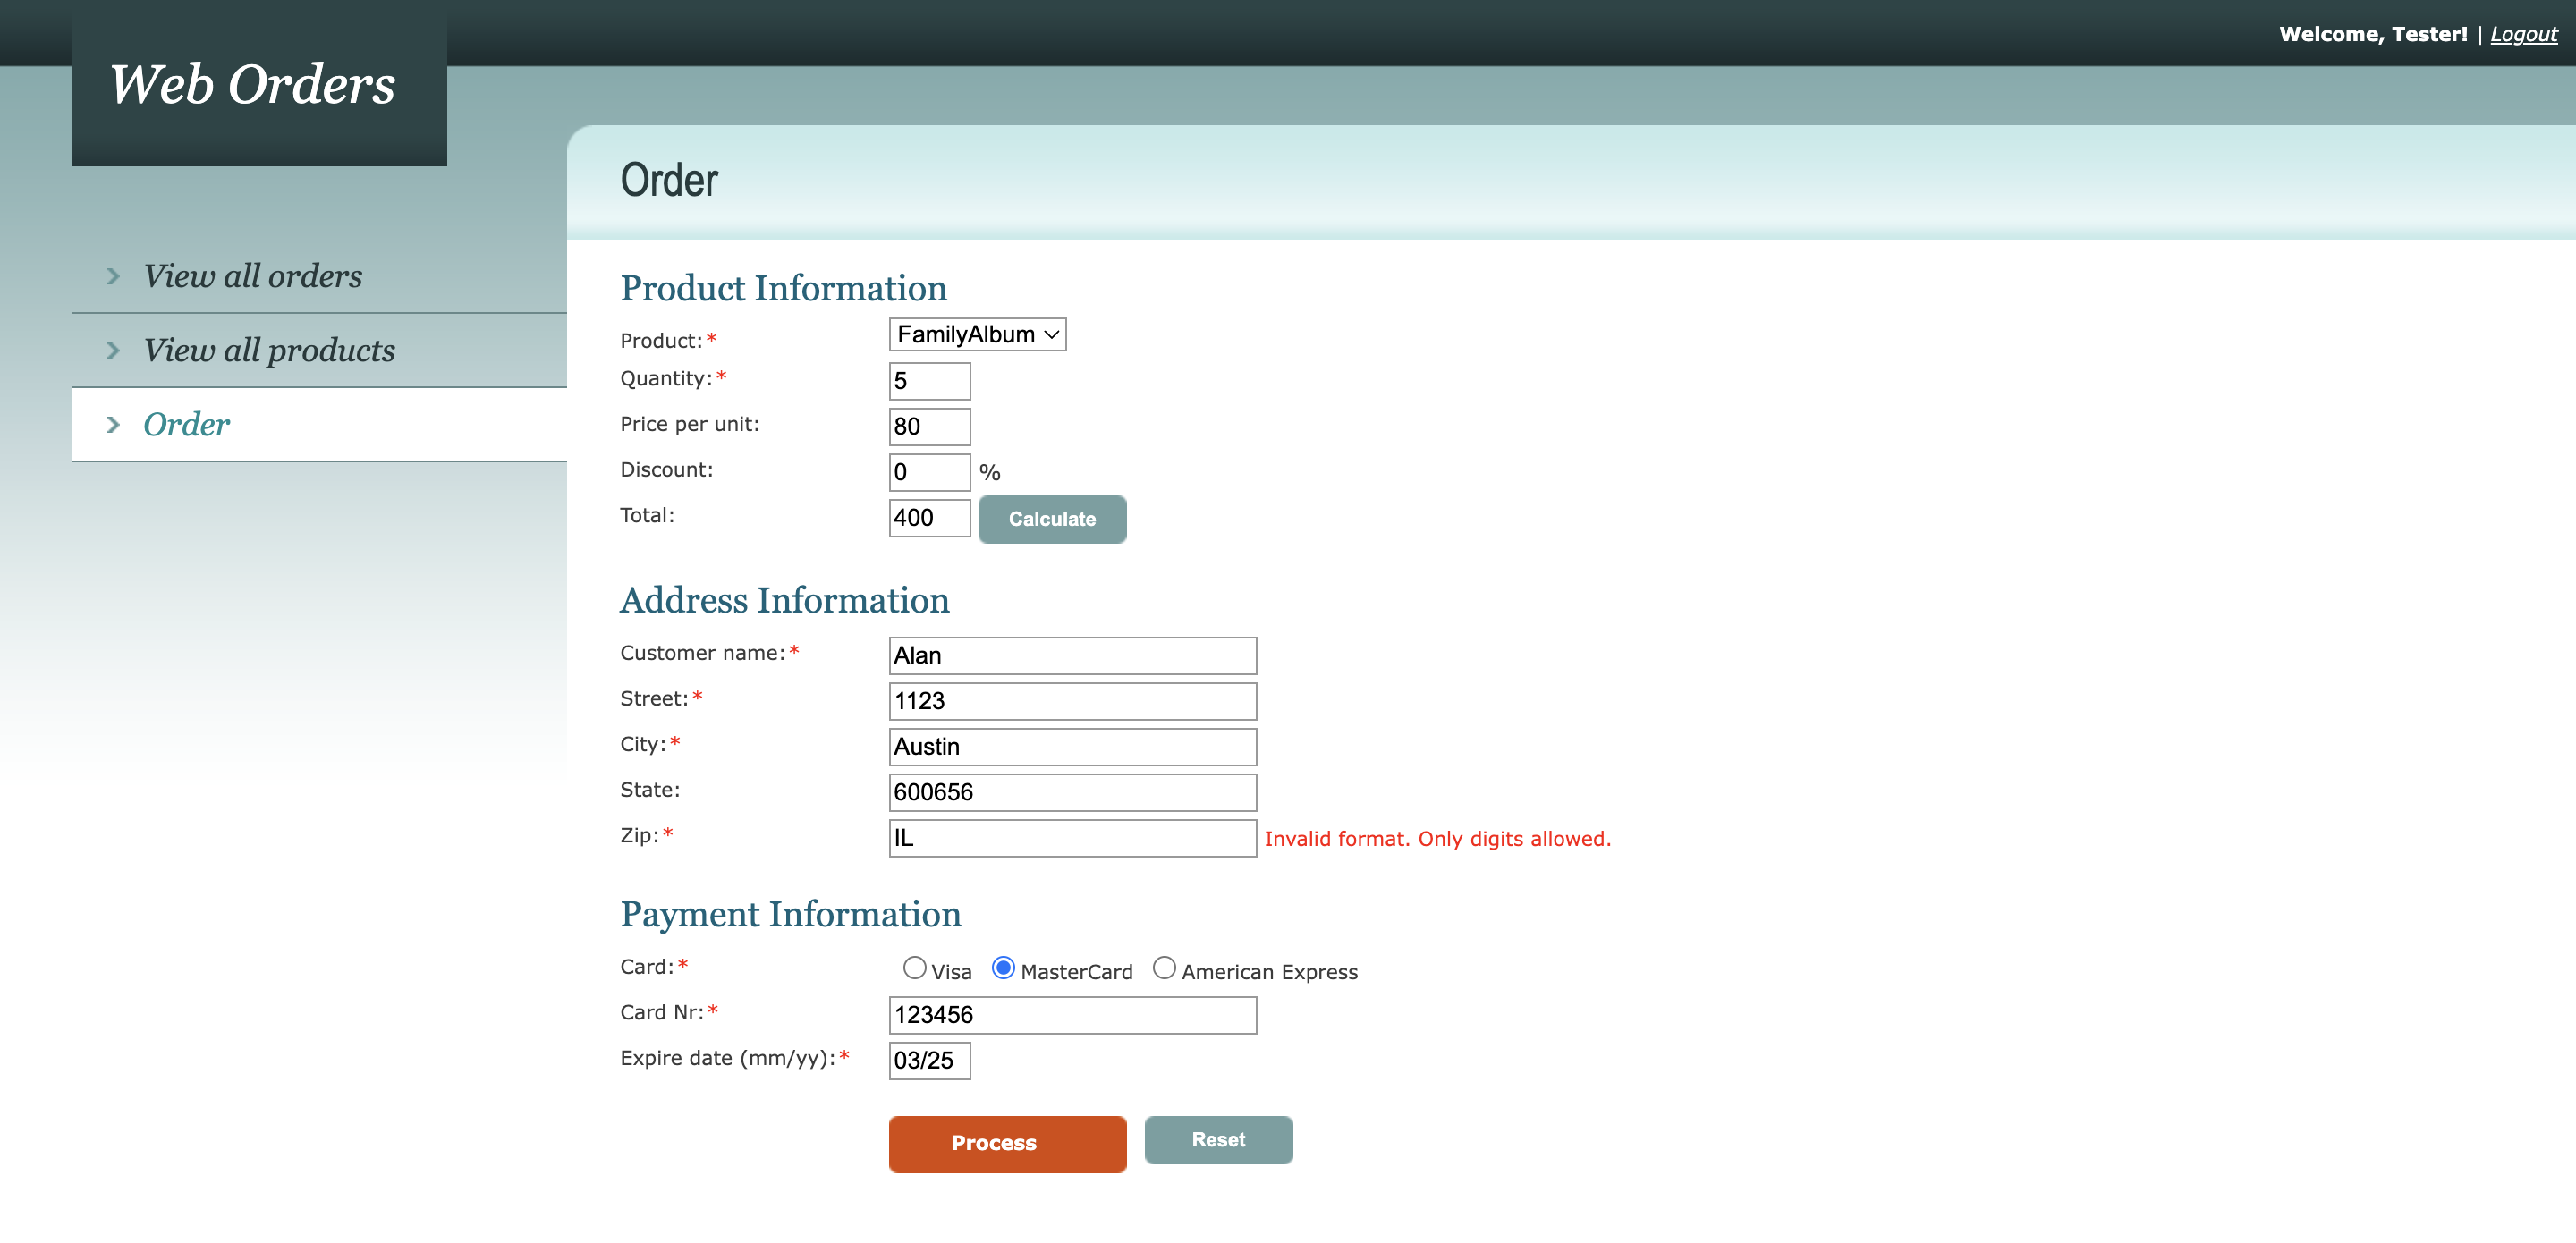 Welcome, Tester! | Logout
Web Orders
View all orders
View all products
Order
Order
Product Information
Product:* FamilyAlbum
Quantity:* 5
Price per unit: 80
Discount: 0 %
Total: 400 Calculate
Address Information
Customer name:* Alan
Street:* 1123
City:* Austin
State: 600656
Zip:* IL Invalid format. Only digits allowed.
Payment Information
Card:* Visa MasterCard American Express
Card Nr:* 123456
Expire date (mm/yy):* 03/25
Process Reset